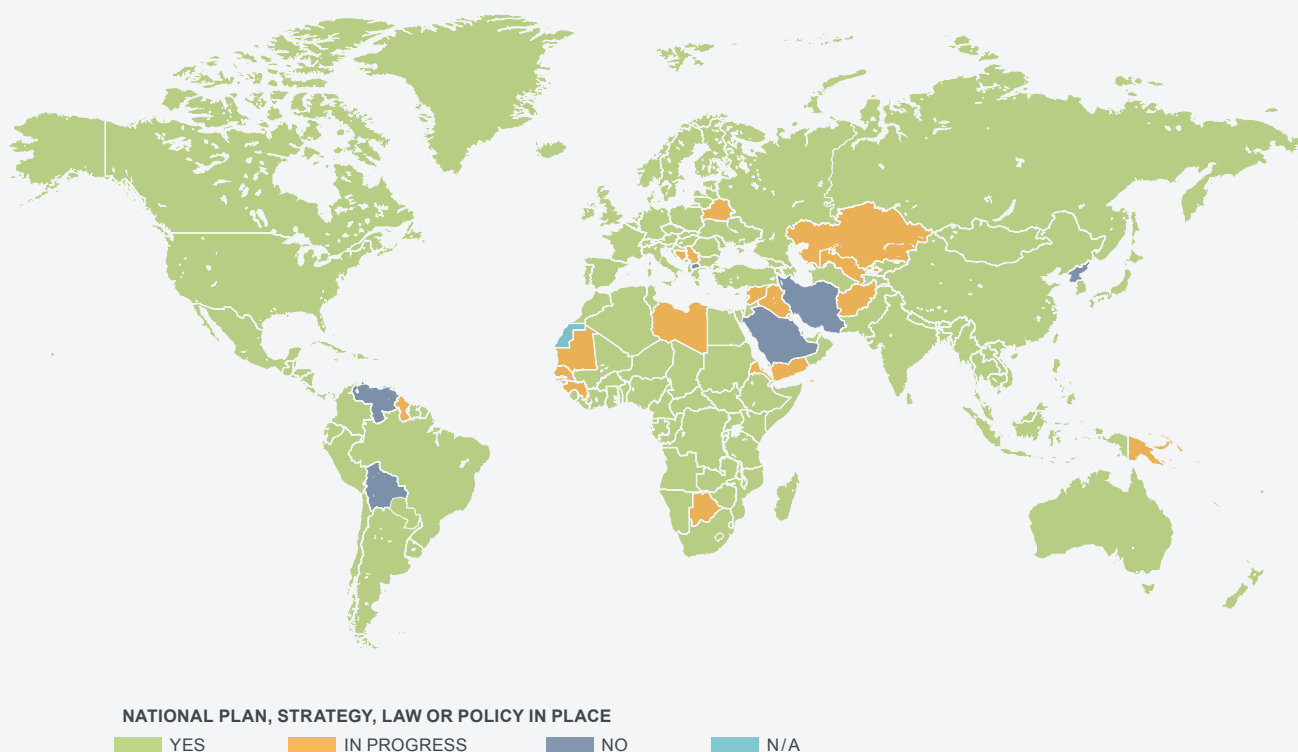 NATIONAL PLAN, STRATEGY, LAW OR POLICY IN PLACE
YES IN PROGRESS NO N/A